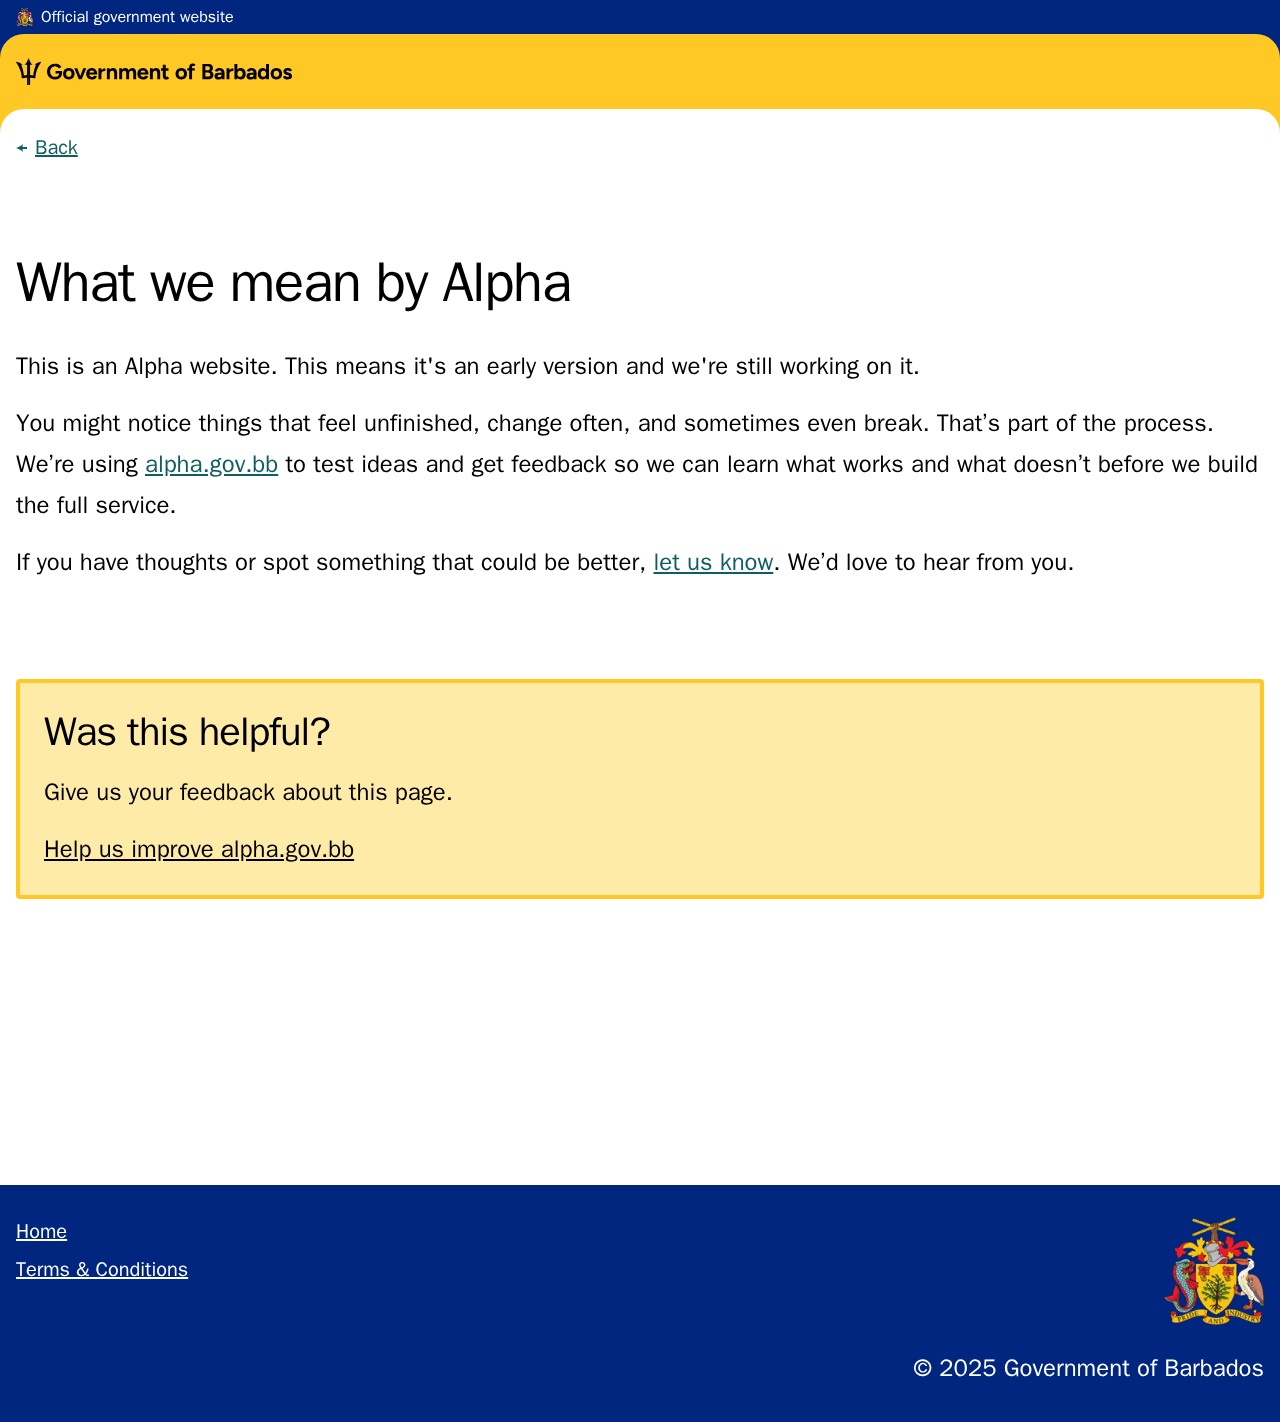 Official government website
Government of Barbados
Back
What we mean by Alpha
This is an Alpha website. This means it's an early version and we're still working on it.
You might notice things that feel unfinished, change often, and sometimes even break. That’s part of the process.
We’re using alpha.gov.bb to test ideas and get feedback so we can learn what works and what doesn’t before we build
the full service.
If you have thoughts or spot something that could be better, let us know. We’d love to hear from you.
Was this helpful?
Give us your feedback about this page.
Help us improve alpha.gov.bb
Home
Terms & Conditions
PRIDE AND INDUSTRY
© 2025 Government of Barbados